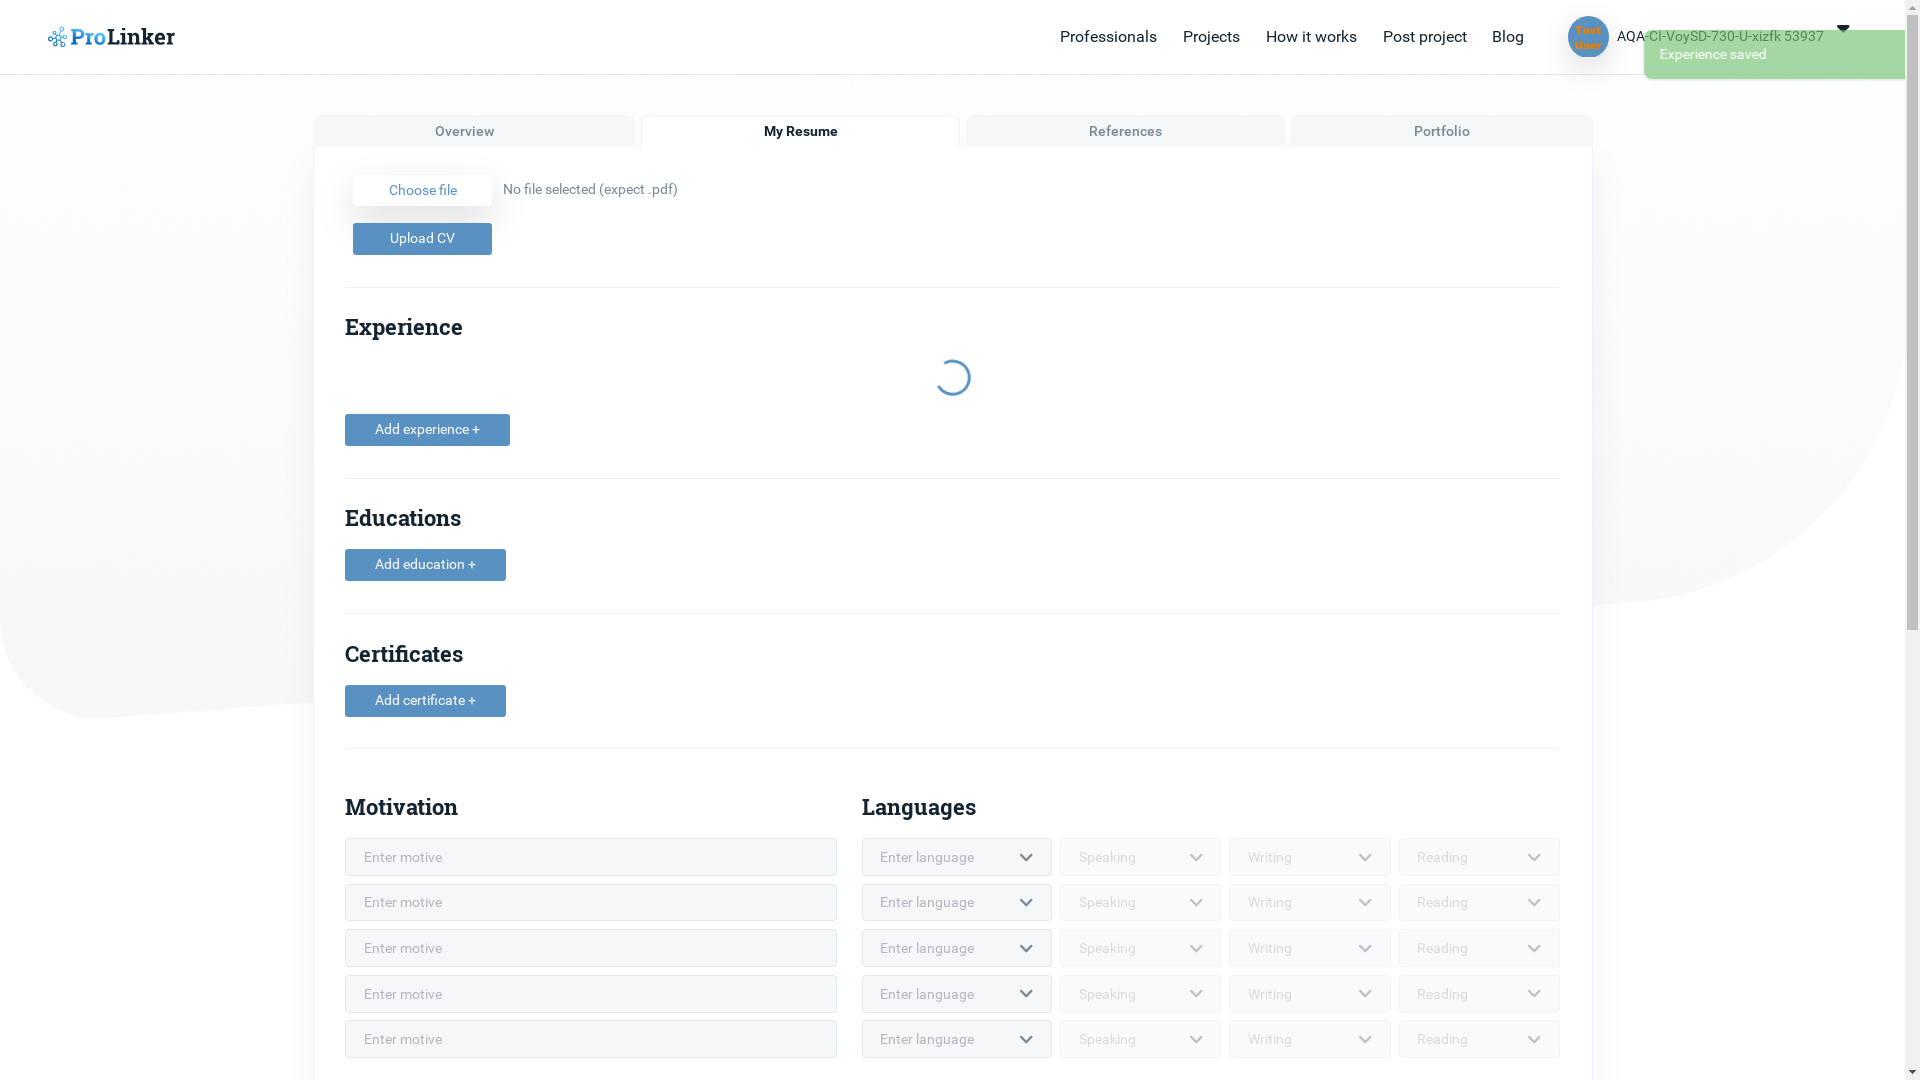 ProLinker
Professionals
Projects
How it works
Post project
Blog
Test
User
AQA-CI-VoySD-730-U-xizfk 53937
Experience saved
Overview
My Resume
References
Portfolio
Choose file
No file selected (expect .pdf)
Upload CV
Experience
Add experience +
Educations
Add education +
Certificates
Add certificate +
Motivation
Languages
Enter motive
Enter language
Speaking
Writing
Reading
Enter motive
Enter language
Speaking
Writing
Reading
Enter motive
Enter language
Speaking
Writing
Reading
Enter motive
Enter language
Speaking
Writing
Reading
Enter motive
Enter language
Speaking
Writing
Reading